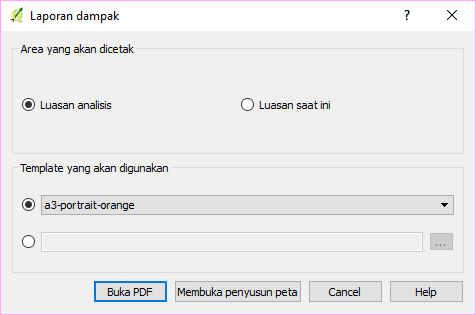 Laporan dampak
Area yang akan dicetak
Luasan analisis
Luasan saat ini
Template yang akan digunakan
a3-portrait-orange
...
Buka PDF
Membuka penyusun peta
Cancel
Help